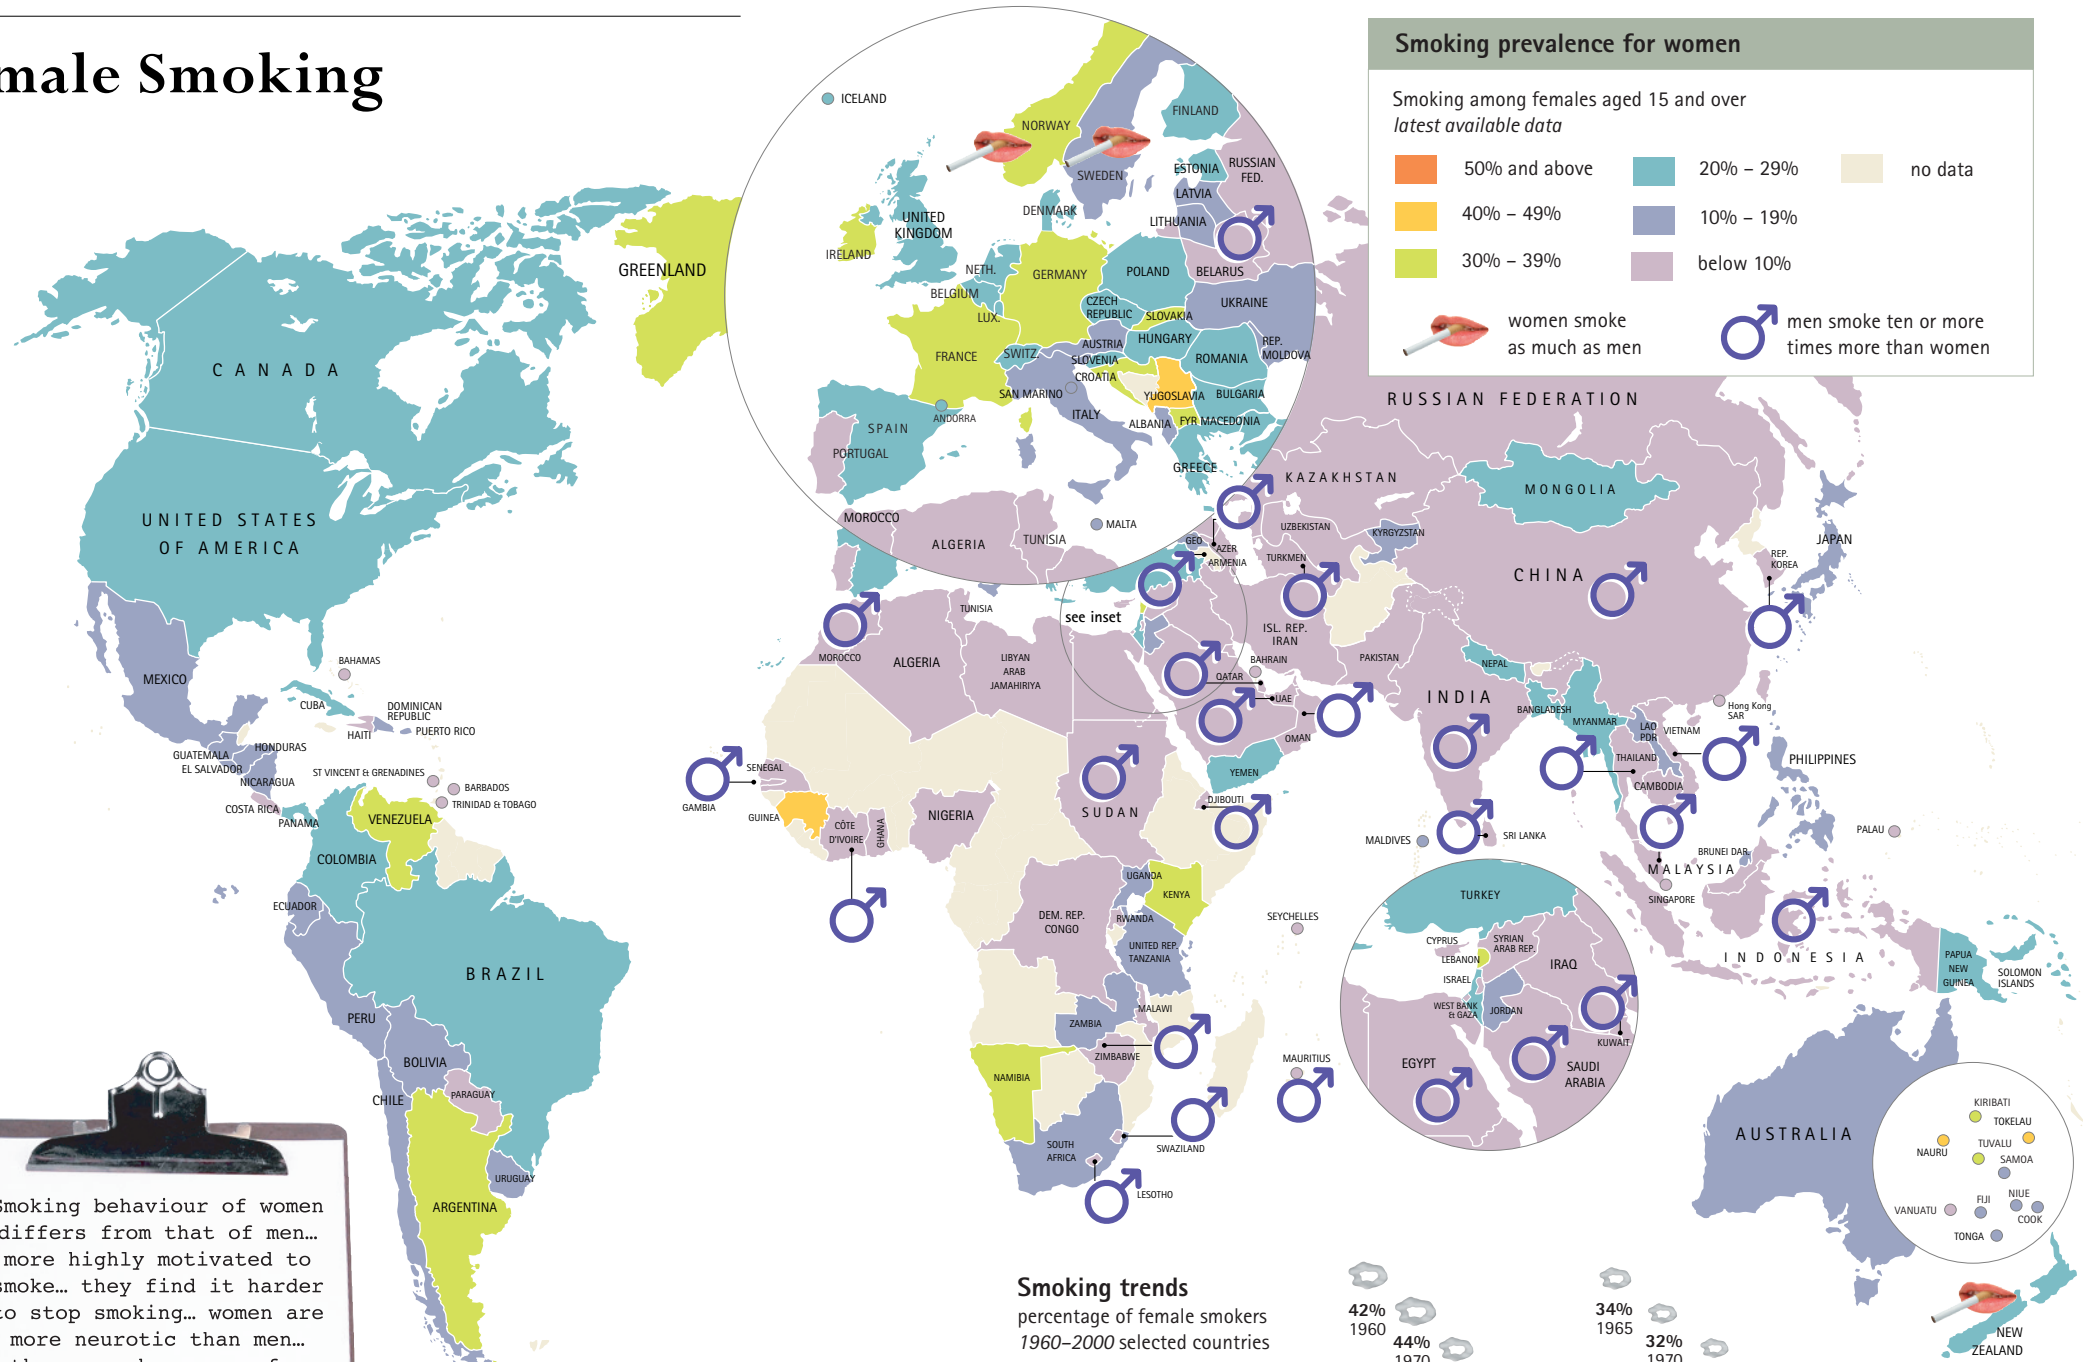 male Smoking
Smoking prevalence for women
Smoking among females aged 15 and over
latest available data
50% and above
40% – 49%
30% – 39%
20% – 29%
10% – 19%
below 10%
no data
women smoke
as much as men
men smoke ten or more
times more than women
ICELAND
NORWAY
FINLAND
SWEDEN
ESTONIA
RUSSIAN
FED.
LATVIA
LITHUANIA
DENMARK
UNITED
KINGDOM
IRELAND
NETH.
BELGIUM
LUX.
GERMANY
POLAND
BELARUS
CZECH
REPUBLIC
SLOVAKIA
UKRAINE
FRANCE
SWITZ.
AUSTRIA
HUNGARY
SLOVENIA
ROMANIA
REP.
MOLDOVA
CROATIA
SAN MARINO
YUGOSLAVIA
BULGARIA
ANDORRA
ITALY
ALBANIA
FYR MACEDONIA
SPAIN
PORTUGAL
GREECE
MOROCCO
ALGERIA
TUNISIA
MALTA
GREENLAND
CANADA
UNITED STATES
OF AMERICA
MEXICO
BAHAMAS
CUBA
DOMINICAN
REPUBLIC
HAITI
PUERTO RICO
GUATEMALA
HONDURAS
EL SALVADOR
NICARAGUA
ST VINCENT & GRENADINES
BARBADOS
COSTA RICA
TRINIDAD & TOBAGO
PANAMA
VENEZUELA
COLOMBIA
ECUADOR
BRAZIL
PERU
BOLIVIA
CHILE
PARAGUAY
URUGUAY
ARGENTINA
RUSSIAN FEDERATION
KAZAKHSTAN
MONGOLIA
UZBEKISTAN
KYRGYZSTAN
GEO
AZER
ARMENIA
TURKMEN
CHINA
REP.
KOREA
JAPAN
see inset
TUNISIA
MOROCCO
ALGERIA
LIBYAN
ARAB
JAMAHIRIYA
ISL. REP.
IRAN
BAHRAIN
QATAR
UAE
OMAN
PAKISTAN
NEPAL
INDIA
BANGLADESH
MYANMAR
LAO
PDR
VIETNAM
Hong Kong
SAR
THAILAND
CAMBODIA
PHILIPPINES
YEMEN
DJIBOUTI
SENEGAL
GAMBIA
GUINEA
CÔTE
D'IVOIRE
GHANA
NIGERIA
SUDAN
MALDIVES
SRI LANKA
PALAU
BRUNEI DAR.
MALAYSIA
SINGAPORE
INDONESIA
PAPUA
NEW
GUINEA
SOLOMON
ISLANDS
UGANDA
KENYA
DEM. REP.
CONGO
RWANDA
UNITED REP.
TANZANIA
SEYCHELLES
MALAWI
ZAMBIA
ZIMBABWE
NAMIBIA
MAURITIUS
SOUTH
AFRICA
SWAZILAND
LESOTHO
TURKEY
CYPRUS
SYRIAN
ARAB REP.
LEBANON
IRAQ
ISRAEL
WEST BANK
& GAZA
JORDAN
KUWAIT
EGYPT
SAUDI
ARABIA
AUSTRALIA
KIRIBATI
TOKELAU
NAURU
TUVALU
SAMOA
VANUATU
FIJI
NIUE
COOK
TONGA
NEW
ZEALAND
Smoking behaviour of women
differs from that of men…
more highly motivated to
smoke… they find it harder
to stop smoking… women are
more neurotic than men…
Smoking trends
percentage of female smokers
1960–2000 selected countries
42%
1960
44%
1970
34%
1965
32%
1970